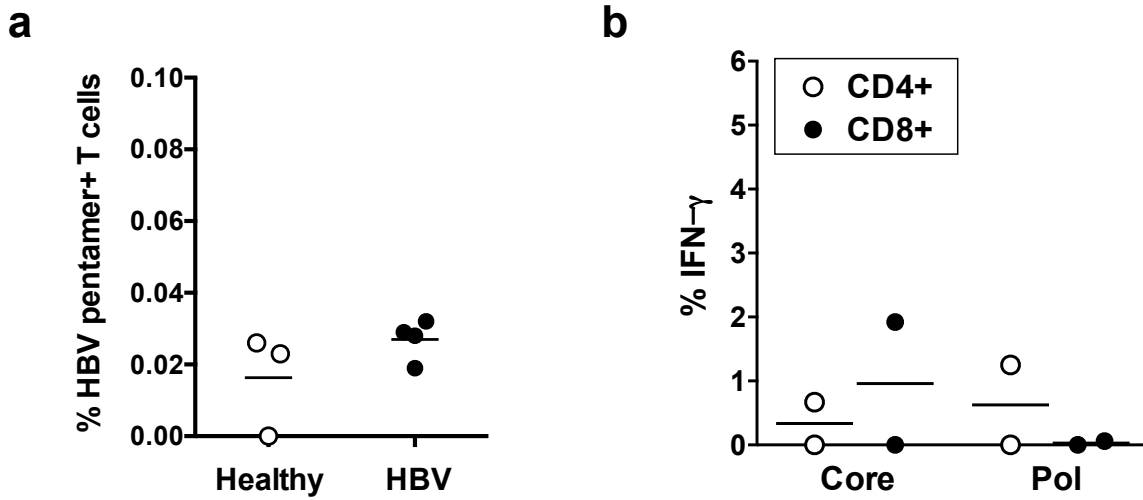 a
% HBV pentamer+ T cells
0.10
0.08
0.06
0.04
0.02
0.00
Healthy HBV
b
% IFN–γ
6
5
4
3
2
1
0
CD4+
CD8+
Core Pol